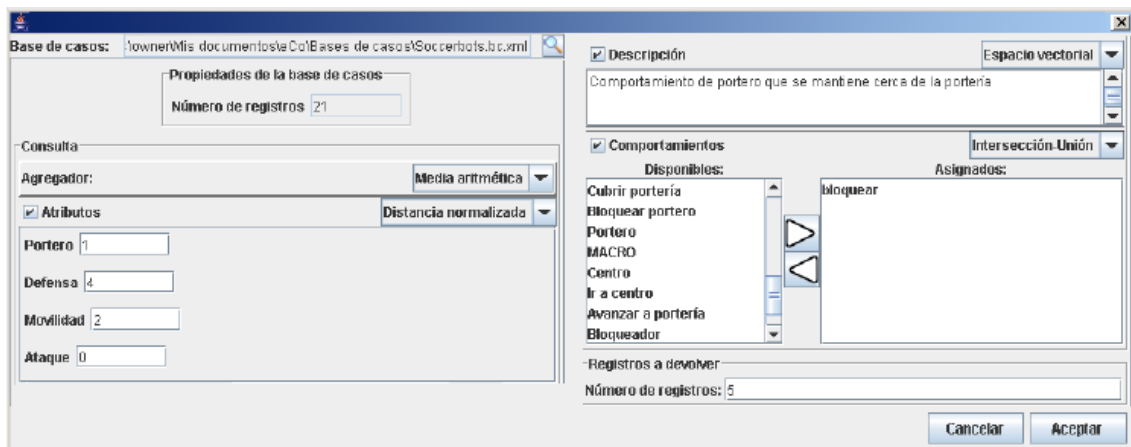 Base de casos: \owner\Mis documentos\eCo\Bases de casos\Soccerbots.bc.xml
Propiedades de la base de casos
Número de registros 21
Consulta
Agregador: Media aritmética
Atributos Distancia normalizada
Portero 1
Defensa 4
Movilidad 2
Ataque 0
Descripción Espacio vectorial
Comportamiento de portero que se mantiene cerca de la portería
Comportamientos Intersección-Unión
Disponibles: Asignados:
Cubrir portería bloquear
Bloquear portero
Portero
MACRO
Centro
Ir a centro
Avanzar a portería
Bloqueador
Registros a devolver
Número de registros: 5
Cancelar Aceptar